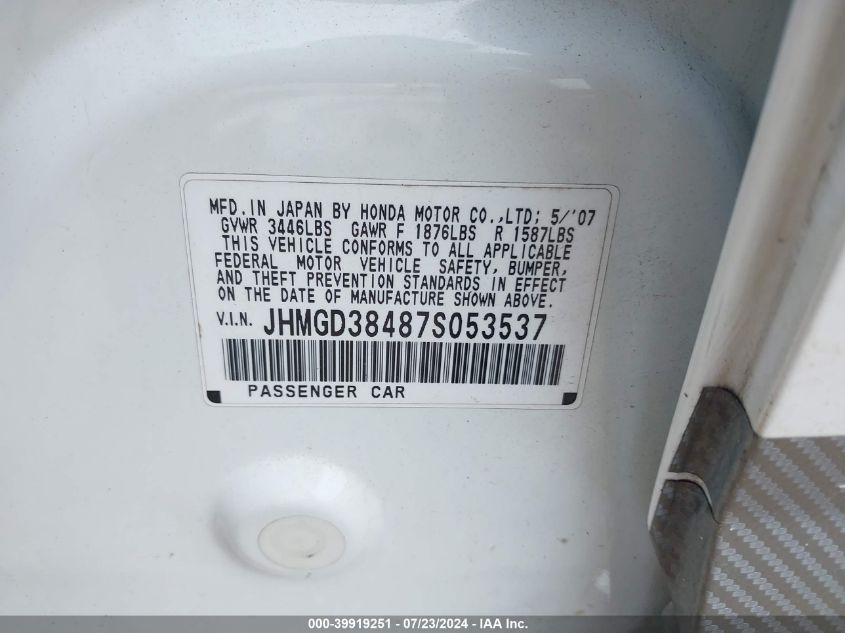 MFD. IN JAPAN BY HONDA MOTOR CO.,LTD; 5/'07
GVWR 3446LBS GAWR F 1876LBS R 1587LBS
THIS VEHICLE CONFORMS TO ALL APPLICABLE
FEDERAL MOTOR VEHICLE SAFETY, BUMPER,
AND THEFT PREVENTION STANDARDS IN EFFECT
ON THE DATE OF MANUFACTURE SHOWN ABOVE.
V.I.N. JHMGD38487S053537
PASSENGER CAR
000-39919251 - 07/23/2024 - IAA Inc.